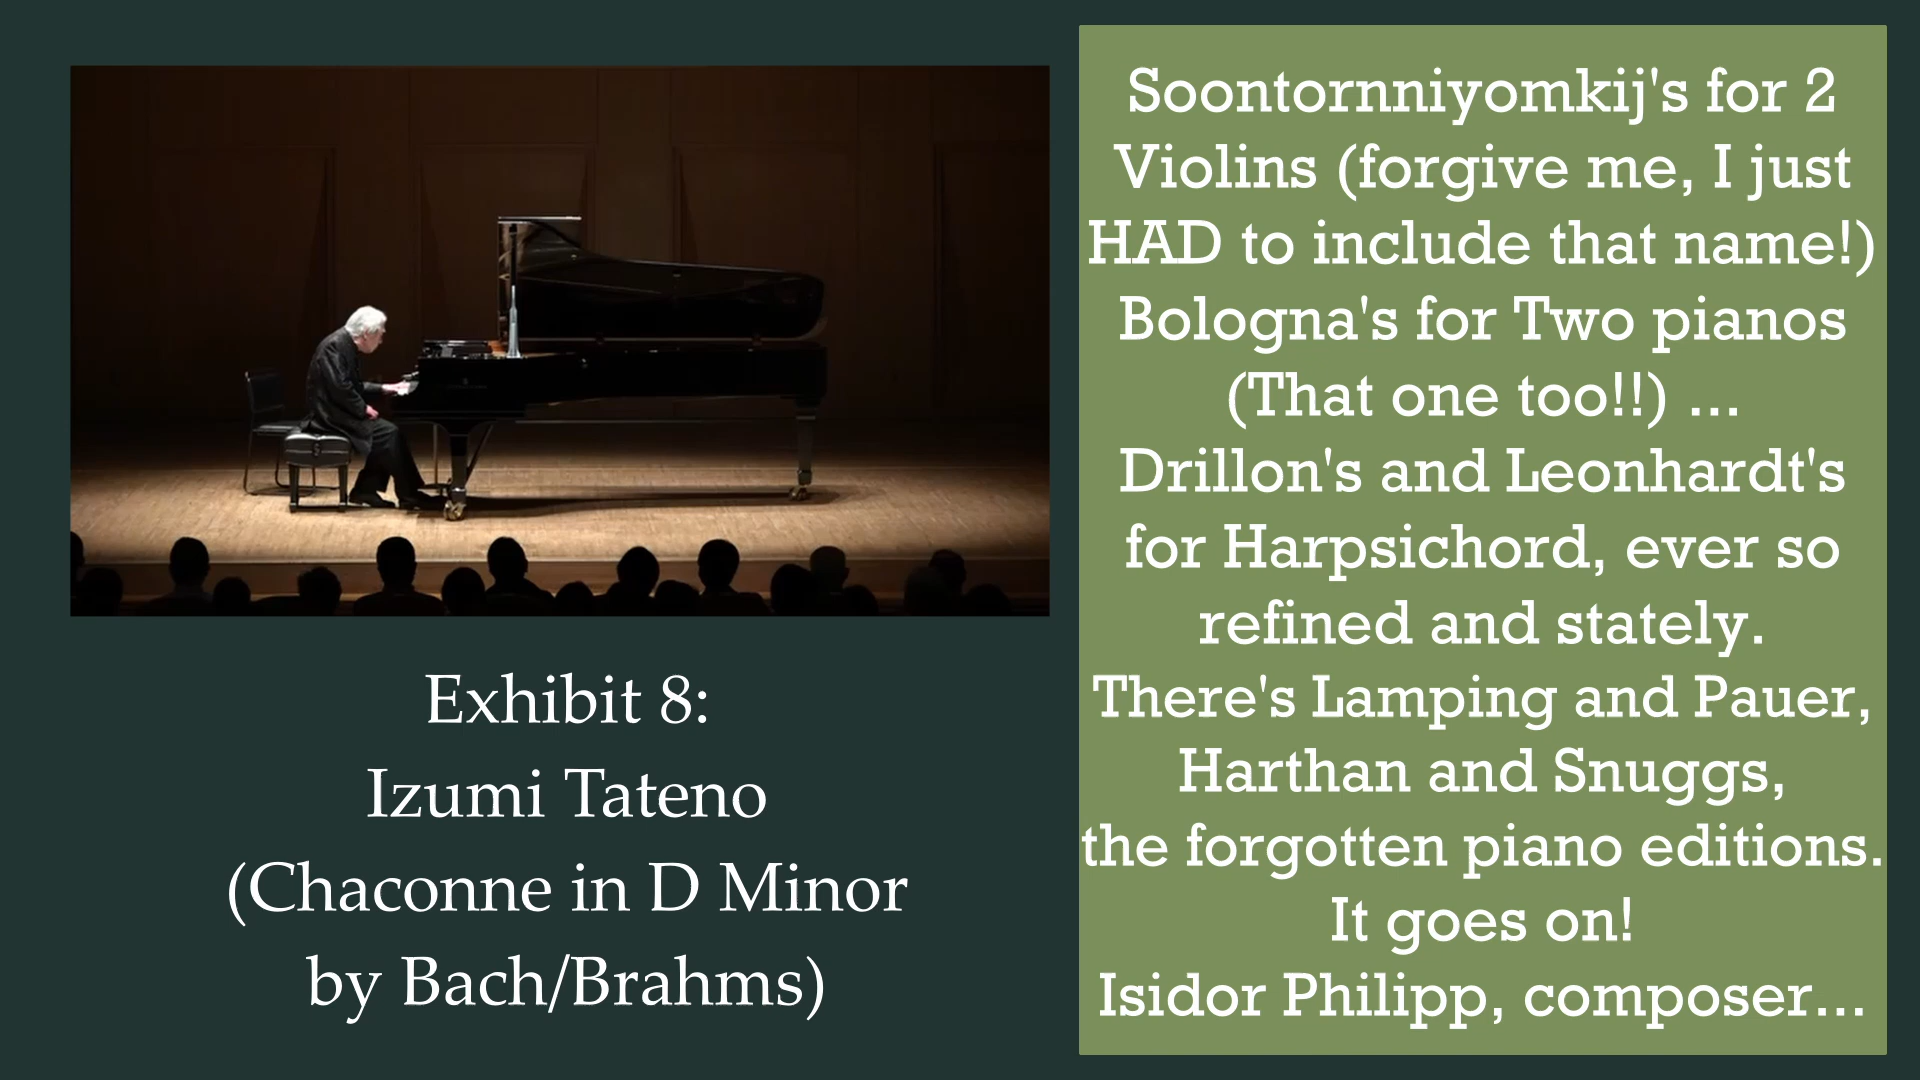 Exhibit 8:
Izumi Tateno
(Chaconne in D Minor
by Bach/Brahms)
Soontornniyomkij's for 2
Violins (forgive me, I just
HAD to include that name!)
Bologna's for Two pianos
(That one too!!) ...
Drillon's and Leonhardt's
for Harpsichord, ever so
refined and stately.
There's Lamping and Pauer,
Harthan and Snuggs,
the forgotten piano editions.
It goes on!
Isidor Philipp, composer...